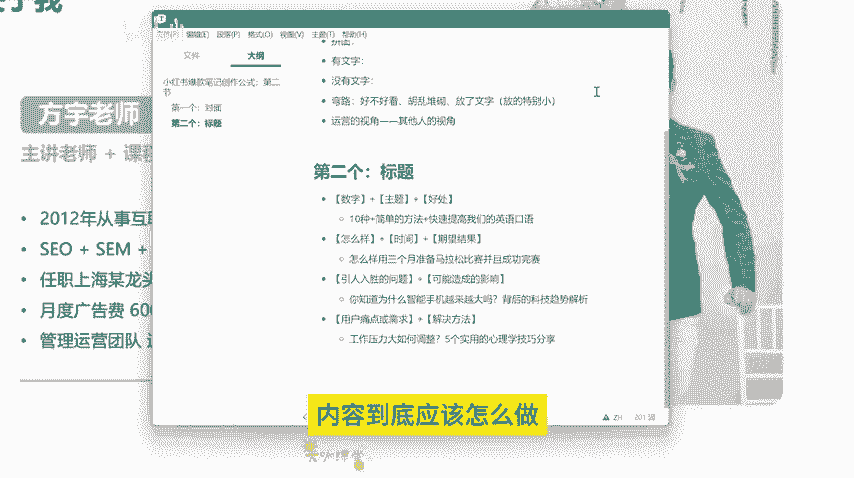 方宇老师
主讲老师 + 课程
• 2012年从事互联
• SEO + SEM +
• 任职上海某龙头
• 月度广告费 600
• 管理运营团队
文件(F) 编辑(E) 段落(P) 格式(O) 视图(V) 主题(T) 帮助(H)
文件 大纲
小红书爆款笔记创作公式：第二节
第一个：封面
第二个：标题
• 拼图：
• 有文字：
• 没有文字：
• 弯路：好不好看、胡乱堆砌、放了文字（放的特别小）
• 运营的视角——其他人的视角
第二个：标题
• 【数字】+【主题】+【好处】
○ 10种+简单的方法+快速提高我们的英语口语
• 【怎么样】+【时间】+【期望结果】
○ 怎么样用三个月准备马拉松比赛并且成功完赛
• 【引人入胜的问题】+【可能造成的影响】
○ 你知道为什么智能手机越来越大吗？背后的科技趋势解析
• 【用户痛点或需求】+【解决方法】
○ 工作压力大如何调整？5个实用的心理学技巧分享
ZH 201 词
内容到底应该怎么做